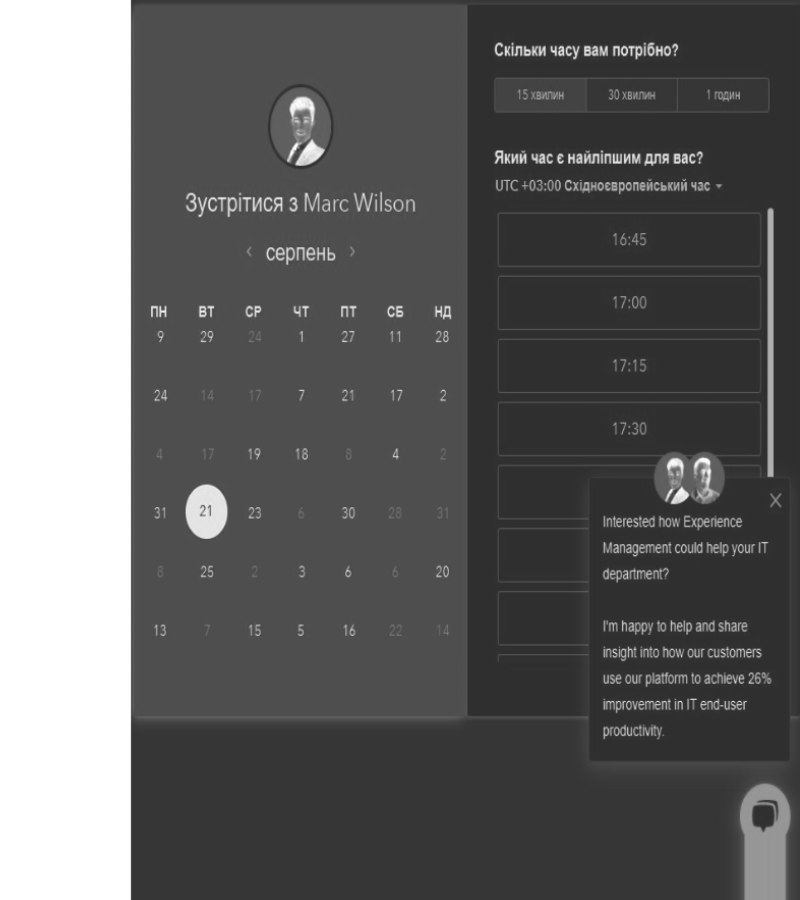 Зустрітися з Marc Wilson
серпень
ПН ВТ СР ЧТ ПТ СБ НД
9 29 24 1 27 11 28
24 14 17 7 21 17 2
4 17 19 18 8 4 2
31 21 23 6 30 28 31
8 25 2 3 6 6 20
13 7 15 5 16 22 14
Скільки часу вам потрібно?
15 хвилин 30 хвилин 1 годин
Який час є найліпшим для вас?
UTC +03:00 Східноєвропейський час
16:45
17:00
17:15
17:30
Interested how Experience
Management could help your IT
department?
I'm happy to help and share
insight into how our customers
use our platform to achieve 26%
improvement in IT end-user
productivity.